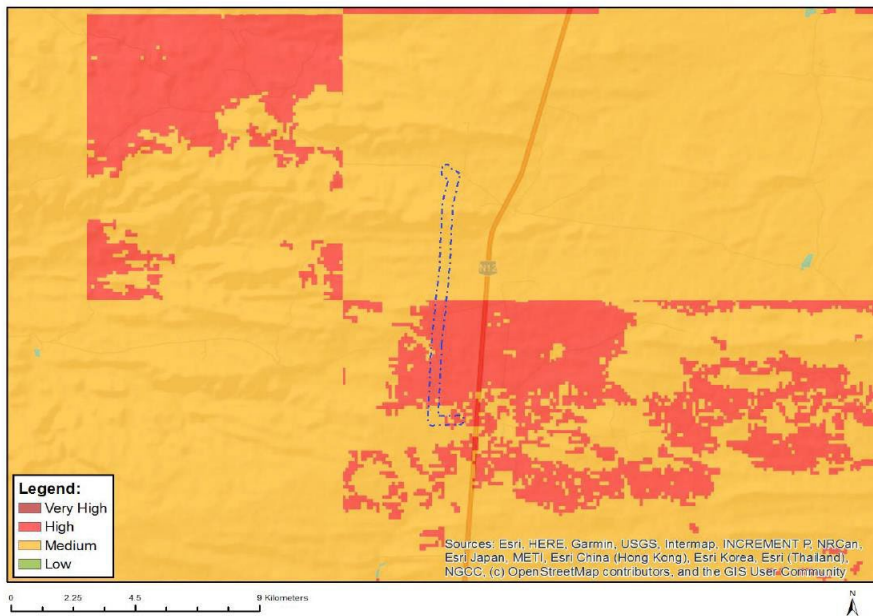 Legend:
Very High
High
Medium
Low
Sources: Esri, HERE, Garmin, USGS, Intermap, INCREMENT P, NRCan,
Esri Japan, METI, Esri China (Hong Kong), Esri Korea, Esri (Thailand),
NGCC, (c) OpenStreetMap contributors, and the GIS User Community
0 2.25 4.5 9 Kilometers
N